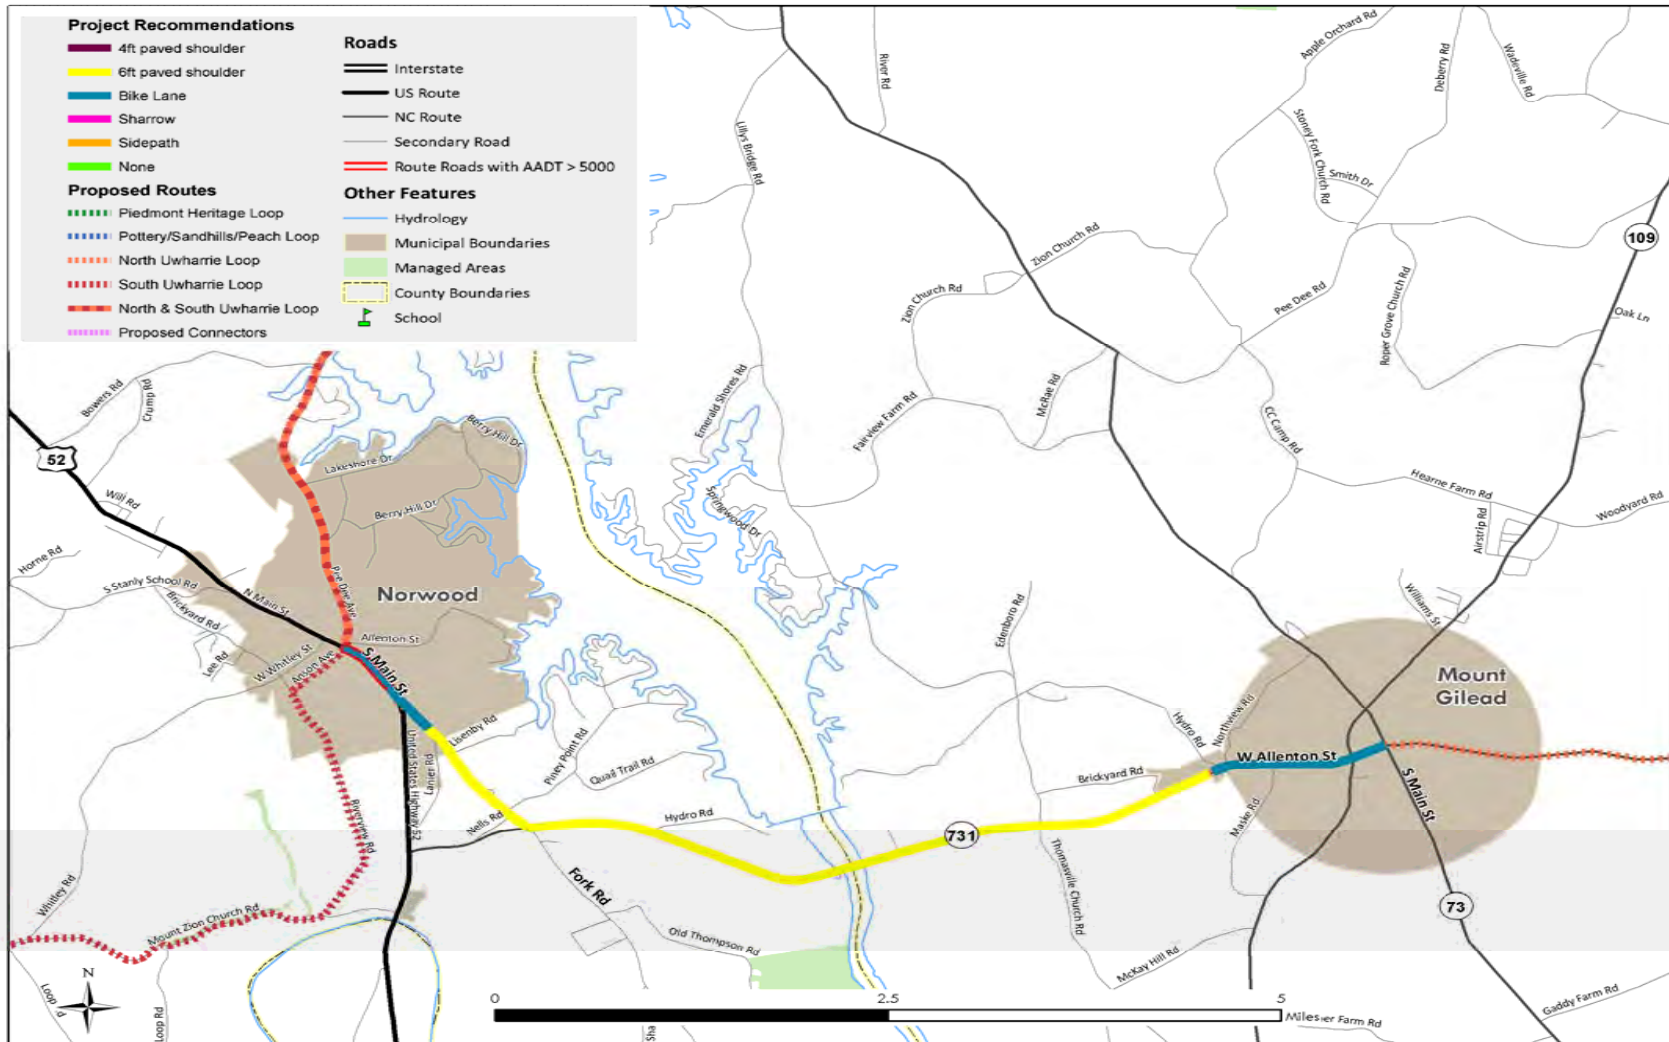 Project Recommendations
4ft paved shoulder
6ft paved shoulder
Bike Lane
Sharrow
Sidepath
None
Proposed Routes
Piedmont Heritage Loop
Pottery/Sandhills/Peach Loop
North Uwharrie Loop
South Uwharrie Loop
North & South Uwharrie Loop
Proposed Connectors
Roads
Interstate
US Route
NC Route
Secondary Road
Route Roads with AADT > 5000
Other Features
Hydrology
Municipal Boundaries
Managed Areas
County Boundaries
School
River Rd
Apple Orchard Rd
Deberry Rd
Wadeville Rd
Lillys Bridge Rd
Stoney Fork Church Rd
Smith Dr
109
Zion Church Rd
Zion Church Rd
Pee Dee Rd
Roper Grove Church Rd
Oak Ln
Emerald Shores Rd
McRae Rd
Fairview Farm Rd
CC Camp Rd
Bowers Rd
Crump Rd
Berry Hill Dr
52
Lakeshore Dr
Will Rd
Berry Hill Dr
Springwood Dr
Hearne Farm Rd
Woodyard Rd
Airstrip Rd
Horne Rd
S Stanly School Rd
Brickyard Rd
N Main St
Pee Dee Ave
Norwood
Allenton St
Edenboro Rd
Williams St
Lee Rd
W Whitley St
Anson Ave
S Main St
Mount
Gilead
Lisenby Rd
Piney Point Rd
Quail Trail Rd
Lanier Rd
United States Highway 52
Hydro Rd
Northview Rd
W Allenton St
Brickyard Rd
S Main St
Maske Rd
Riverview Rd
Nells Rd
Hydro Rd
731
Thomasville Church Rd
Fork Rd
Whitley Rd
Mount Zion Church Rd
Old Thompson Rd
73
McKay Hill Rd
N
Loop
Loop Rd
0
2.5
5
Miles
er Farm Rd
Gaddy Farm Rd
Sha